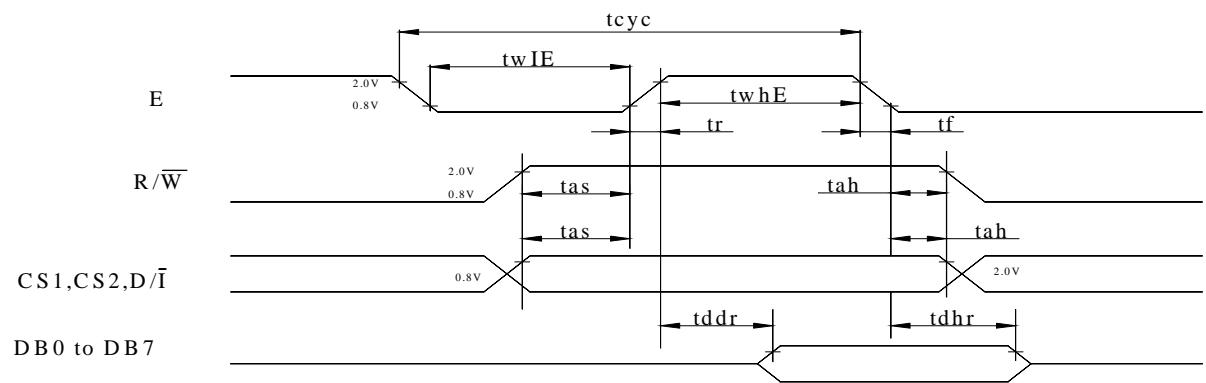 tcyc
twIE
2.0V
E
0.8V
twhE
tr
tf
2.0V
R/W̅
0.8V
tas
tah
tas
tah
CS1,CS2,D/I̅
0.8V
2.0V
tddr
tdhr
DB0 to DB7